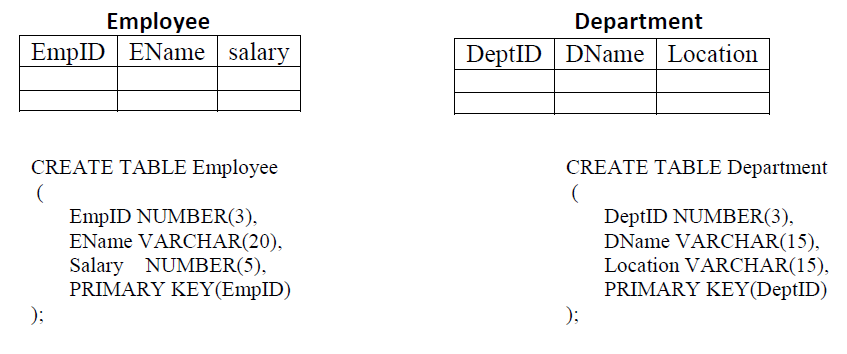 Employee
EmpID EName salary
CREATE TABLE Employee
(
EmpID NUMBER(3),
EName VARCHAR(20),
Salary NUMBER(5),
PRIMARY KEY(EmpID)
);
Department
DeptID DName Location
CREATE TABLE Department
(
DeptID NUMBER(3),
DName VARCHAR(15),
Location VARCHAR(15),
PRIMARY KEY(DeptID)
);